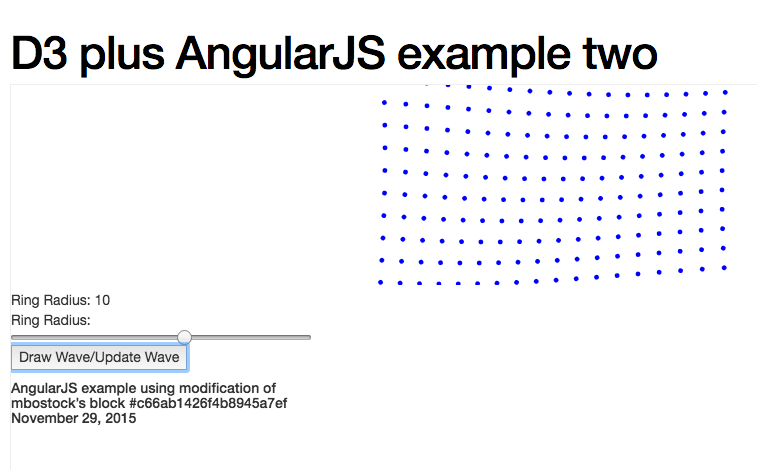 D3 plus AngularJS example two
Ring Radius: 10
Ring Radius:
Draw Wave/Update Wave
AngularJS example using modification of
mbostock's block #c66ab1426f4b8945a7ef
November 29, 2015